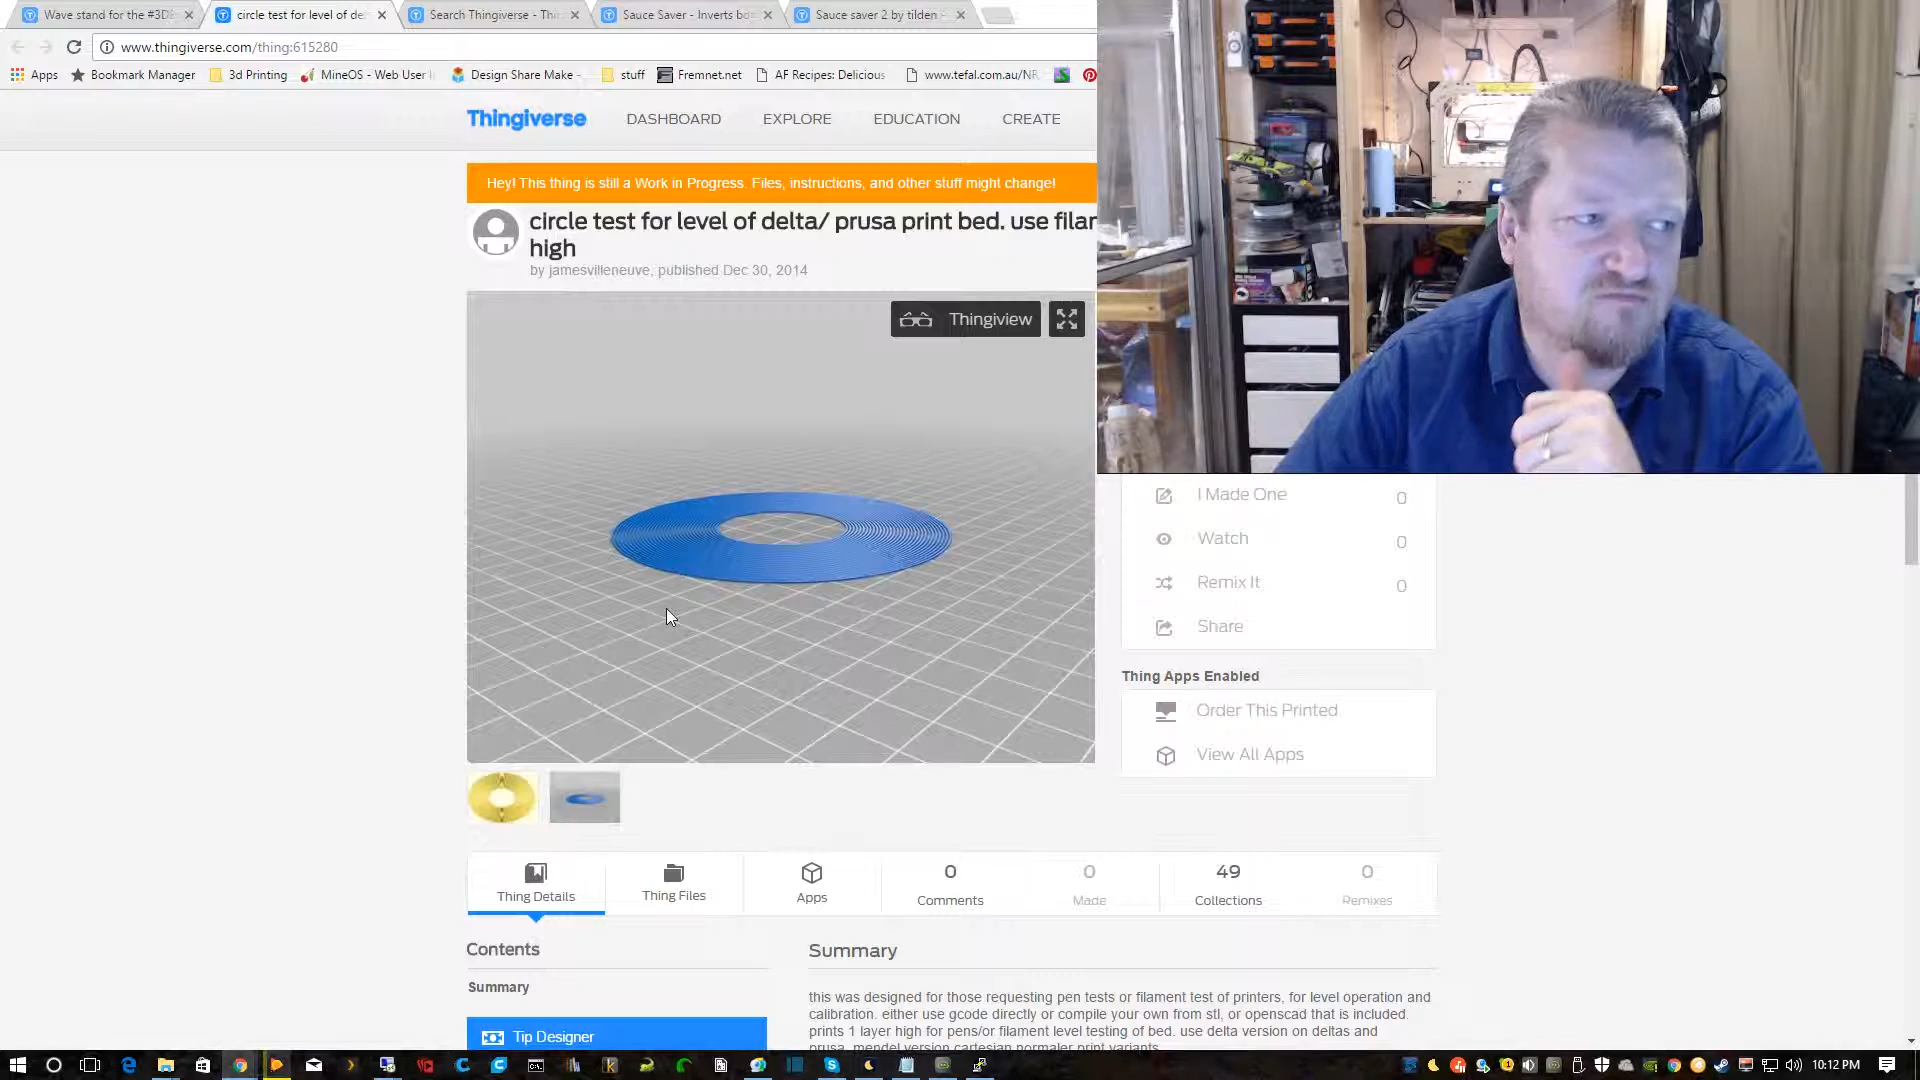 Wave stand for the #3DB
circle test for level of de
Search Thingiverse - Thi
Sauce Saver - Inverts bo
Sauce saver 2 by tilden -
www.thingiverse.com/thing:615280
Apps
Bookmark Manager
3d Printing
MineOS - Web User I
Design Share Make -
stuff
Fremnet.net
AF Recipes: Delicious
www.tefal.com.au/NR
Thingiverse
DASHBOARD
EXPLORE
EDUCATION
CREATE
Hey! This thing is still a Work in Progress. Files, instructions, and other stuff might change!
circle test for level of delta/ prusa print bed. use filar
high
by jamesvilleneuve, published Dec 30, 2014
Thingiview
I Made One 0
Watch 0
Remix It 0
Share
Thing Apps Enabled
Order This Printed
View All Apps
Thing Details
Thing Files
Apps
0
Comments
0
Made
49
Collections
0
Remixes
Contents
Summary
Tip Designer
Summary
this was designed for those requesting pen tests or filament test of printers, for level operation and
calibration. either use gcode directly or compile your own from stl, or openscad that is included.
prints 1 layer high for pens/or filament level testing of bed. use delta version on deltas and
prusa, mendel version cartesian normaler print variants
10:12 PM